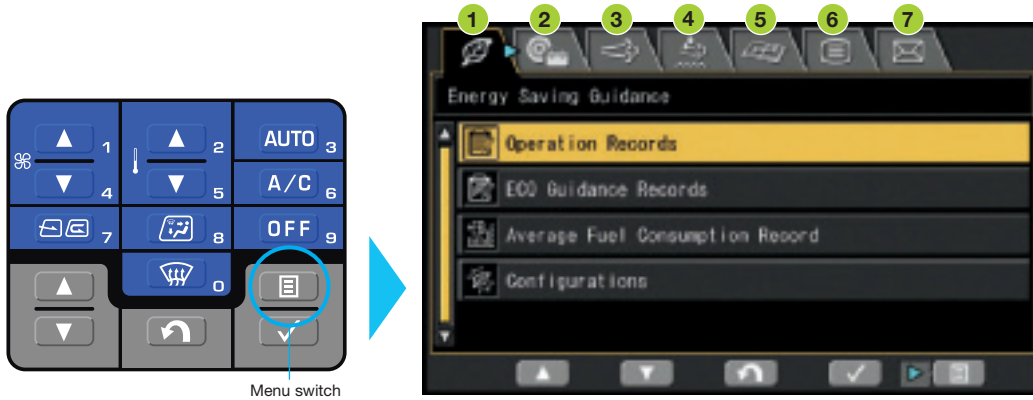 1 2 3 4 5 6 7
Energy Saving Guidance
Operation Records
ECO Guidance Records
Average Fuel Consumption Record
Configurations
1 2 AUTO 3
4 5 A/C 6
7 8 OFF 9
0
Menu switch